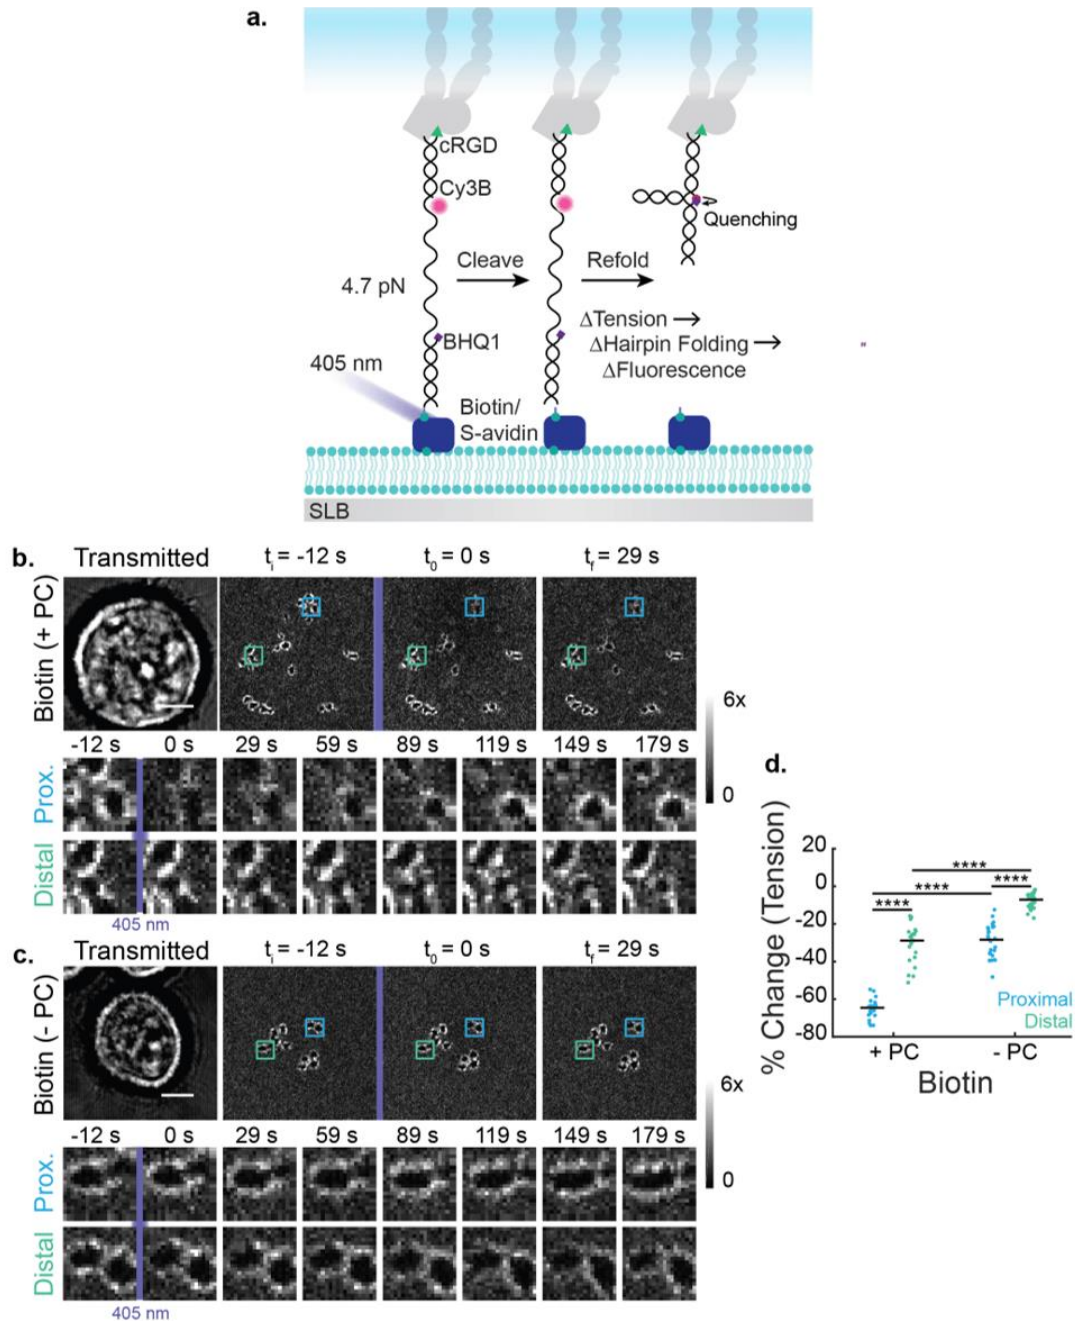 a.
cRGD
Cy3B
Quenching
Cleave
Refold
4.7 pN
ΔTension →
ΔHairpin Folding → "
BHQ1
ΔFluorescence
405 nm
Biotin/
S-avidin
SLB
b.
Transmitted ti = -12 s t0 = 0 s tf = 29 s
Biotin (+ PC)
6x
0
-12 s 0 s 29 s 59 s 89 s 119 s 149 s 179 s
Prox.
Distal
405 nm
c.
Transmitted ti = -12 s t0 = 0 s tf = 29 s
Biotin (- PC)
6x
0
-12 s 0 s 29 s 59 s 89 s 119 s 149 s 179 s
Prox.
Distal
405 nm
d.
% Change (Tension)
20
0
-20
-40
-60
-80
****
****
****
****
Proximal
Distal
+ PC - PC
Biotin